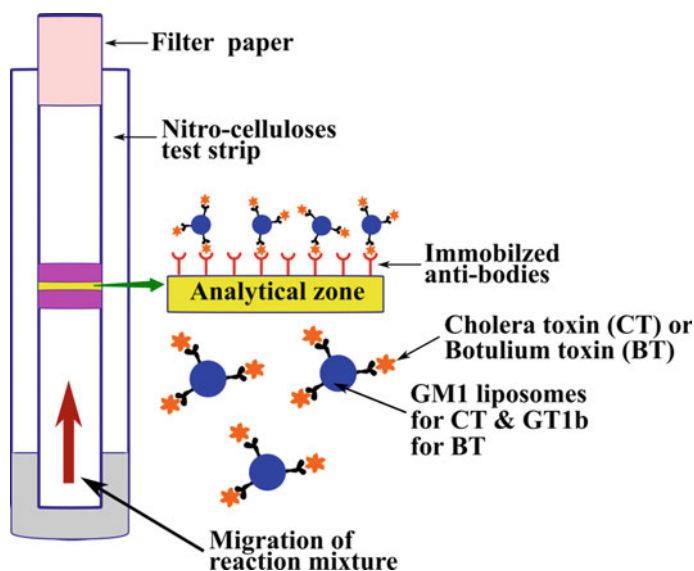 Filter paper
Nitro-celluloses
test strip
Immobilzed
anti-bodies
Analytical zone
Cholera toxin (CT) or
Botulium toxin (BT)
GM1 liposomes
for CT & GT1b
for BT
Migration of
reaction mixture